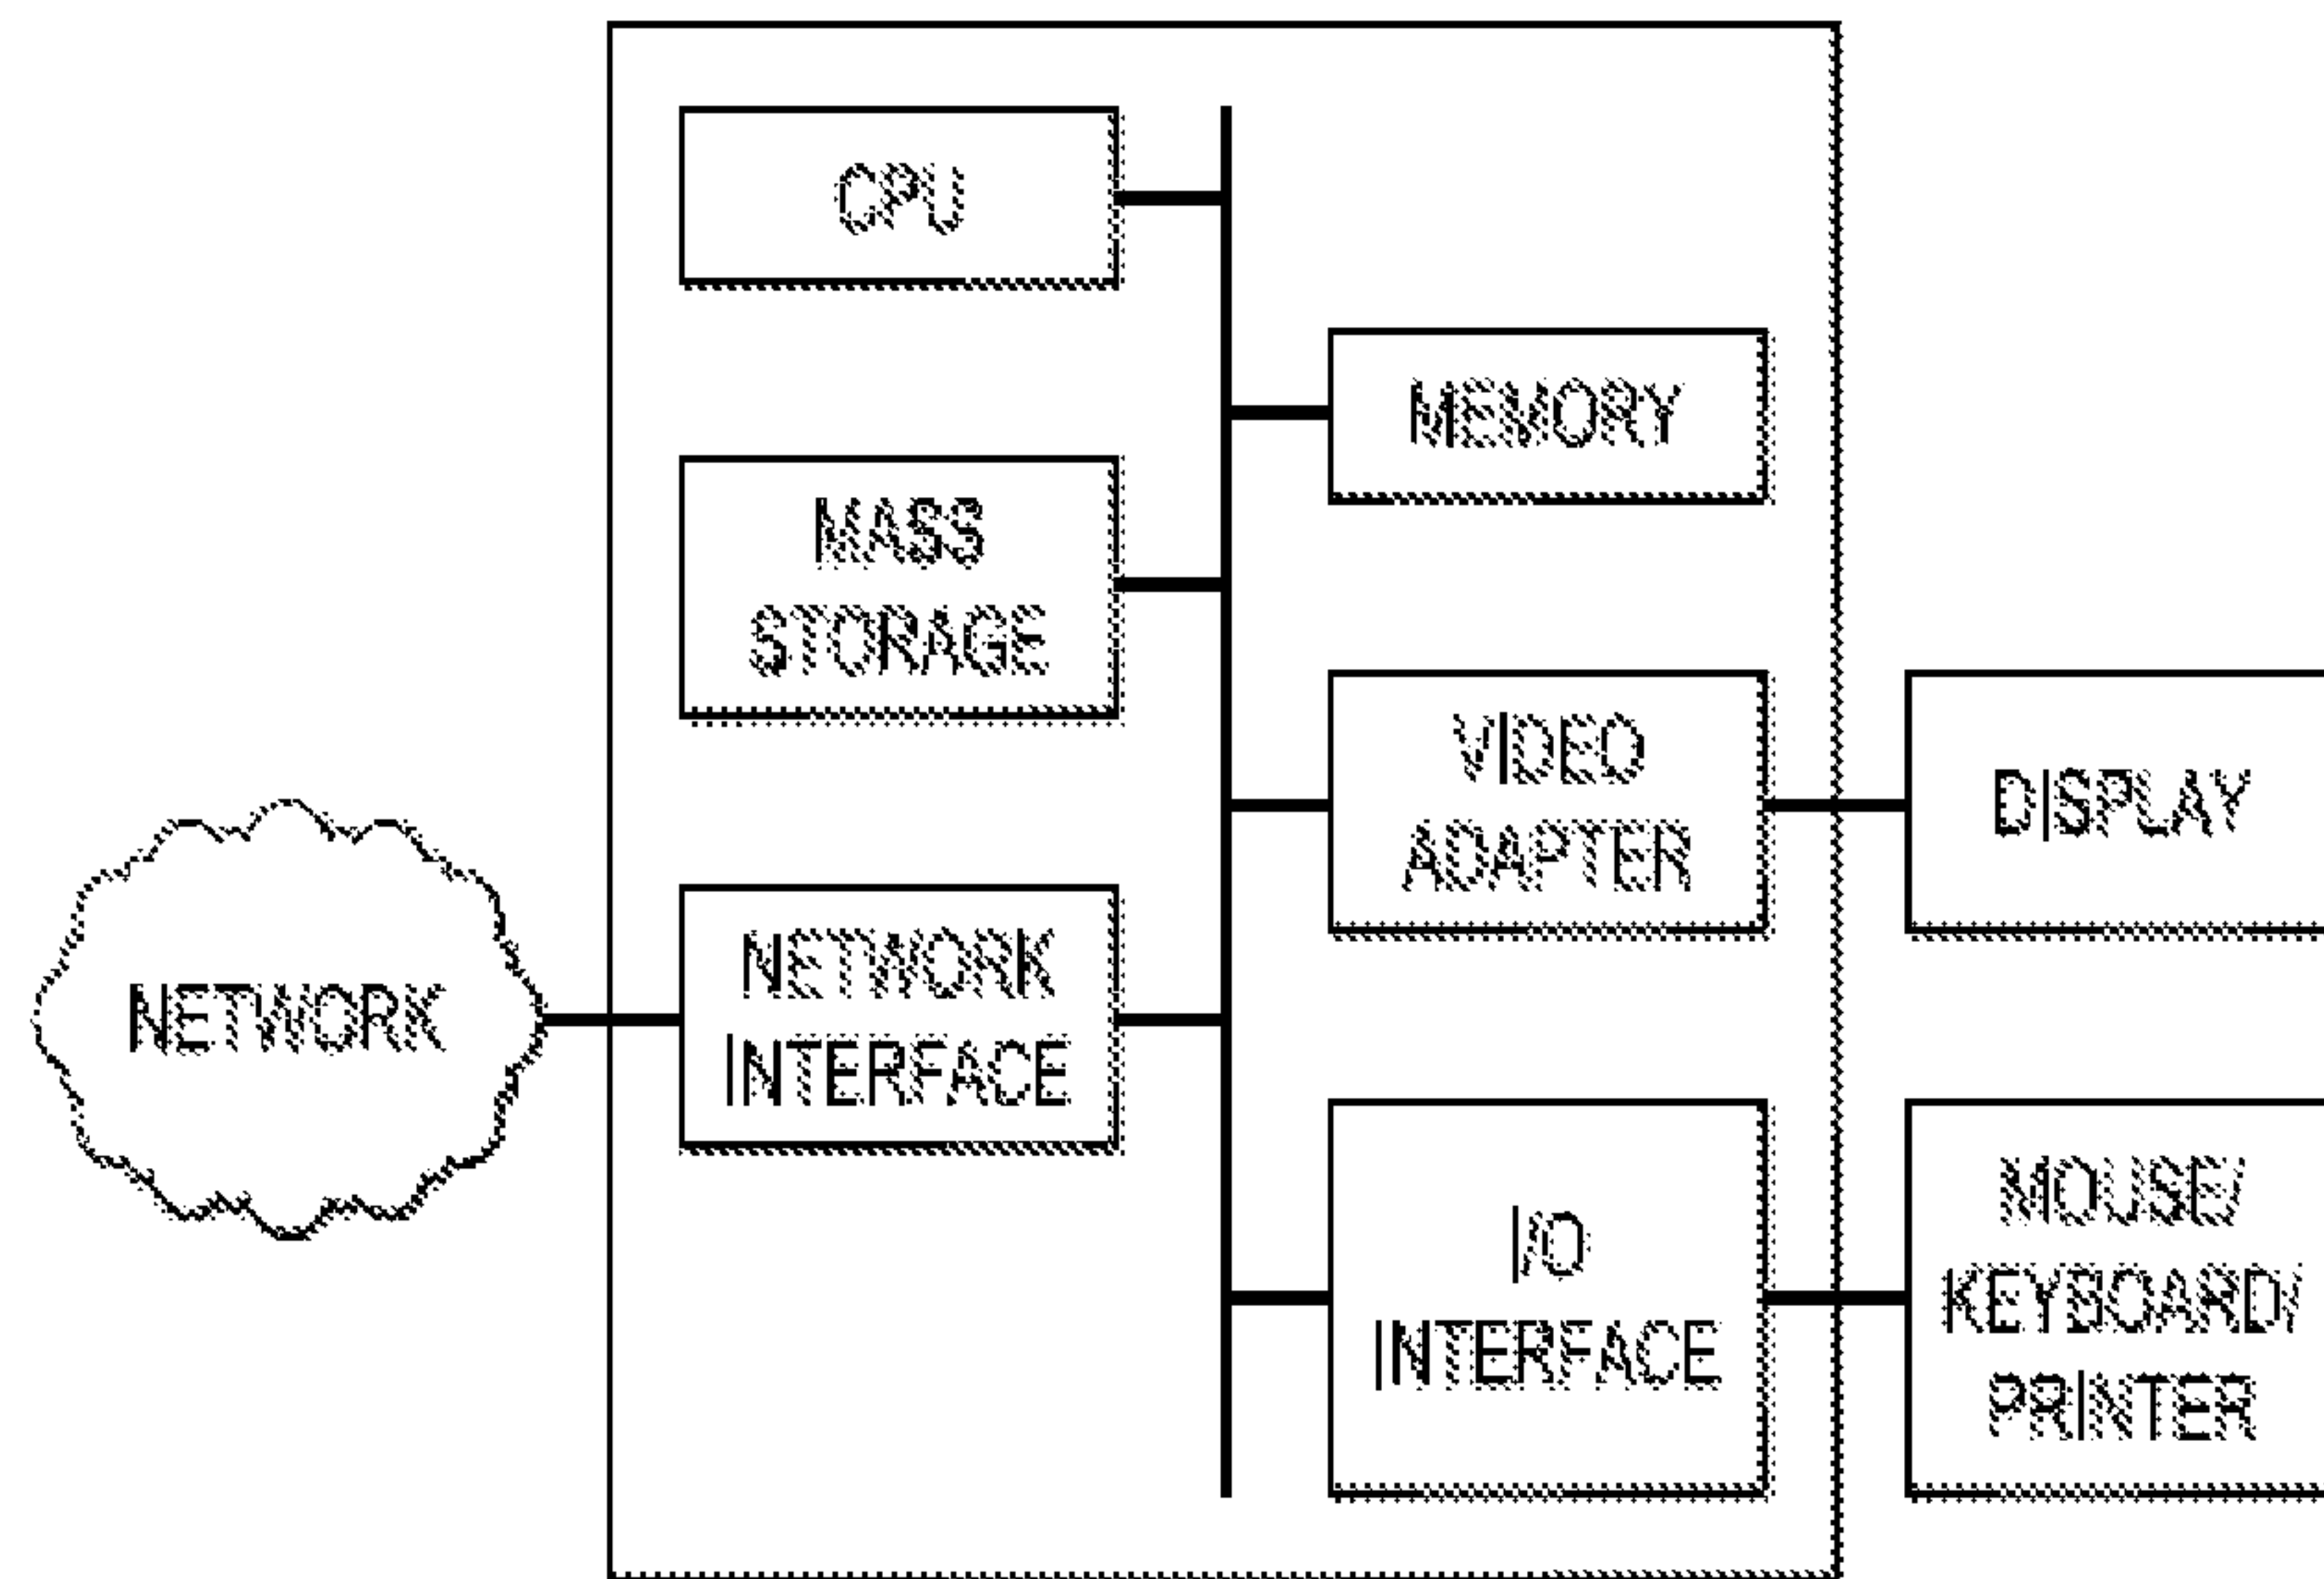 CPU
MEMORY
MASS
STORAGE
VIDEO
ADAPTER
DISPLAY
NETWORK
NETWORK
INTERFACE
I/O
INTERFACE
MOUSE/
KEYBOARD/
PRINTER